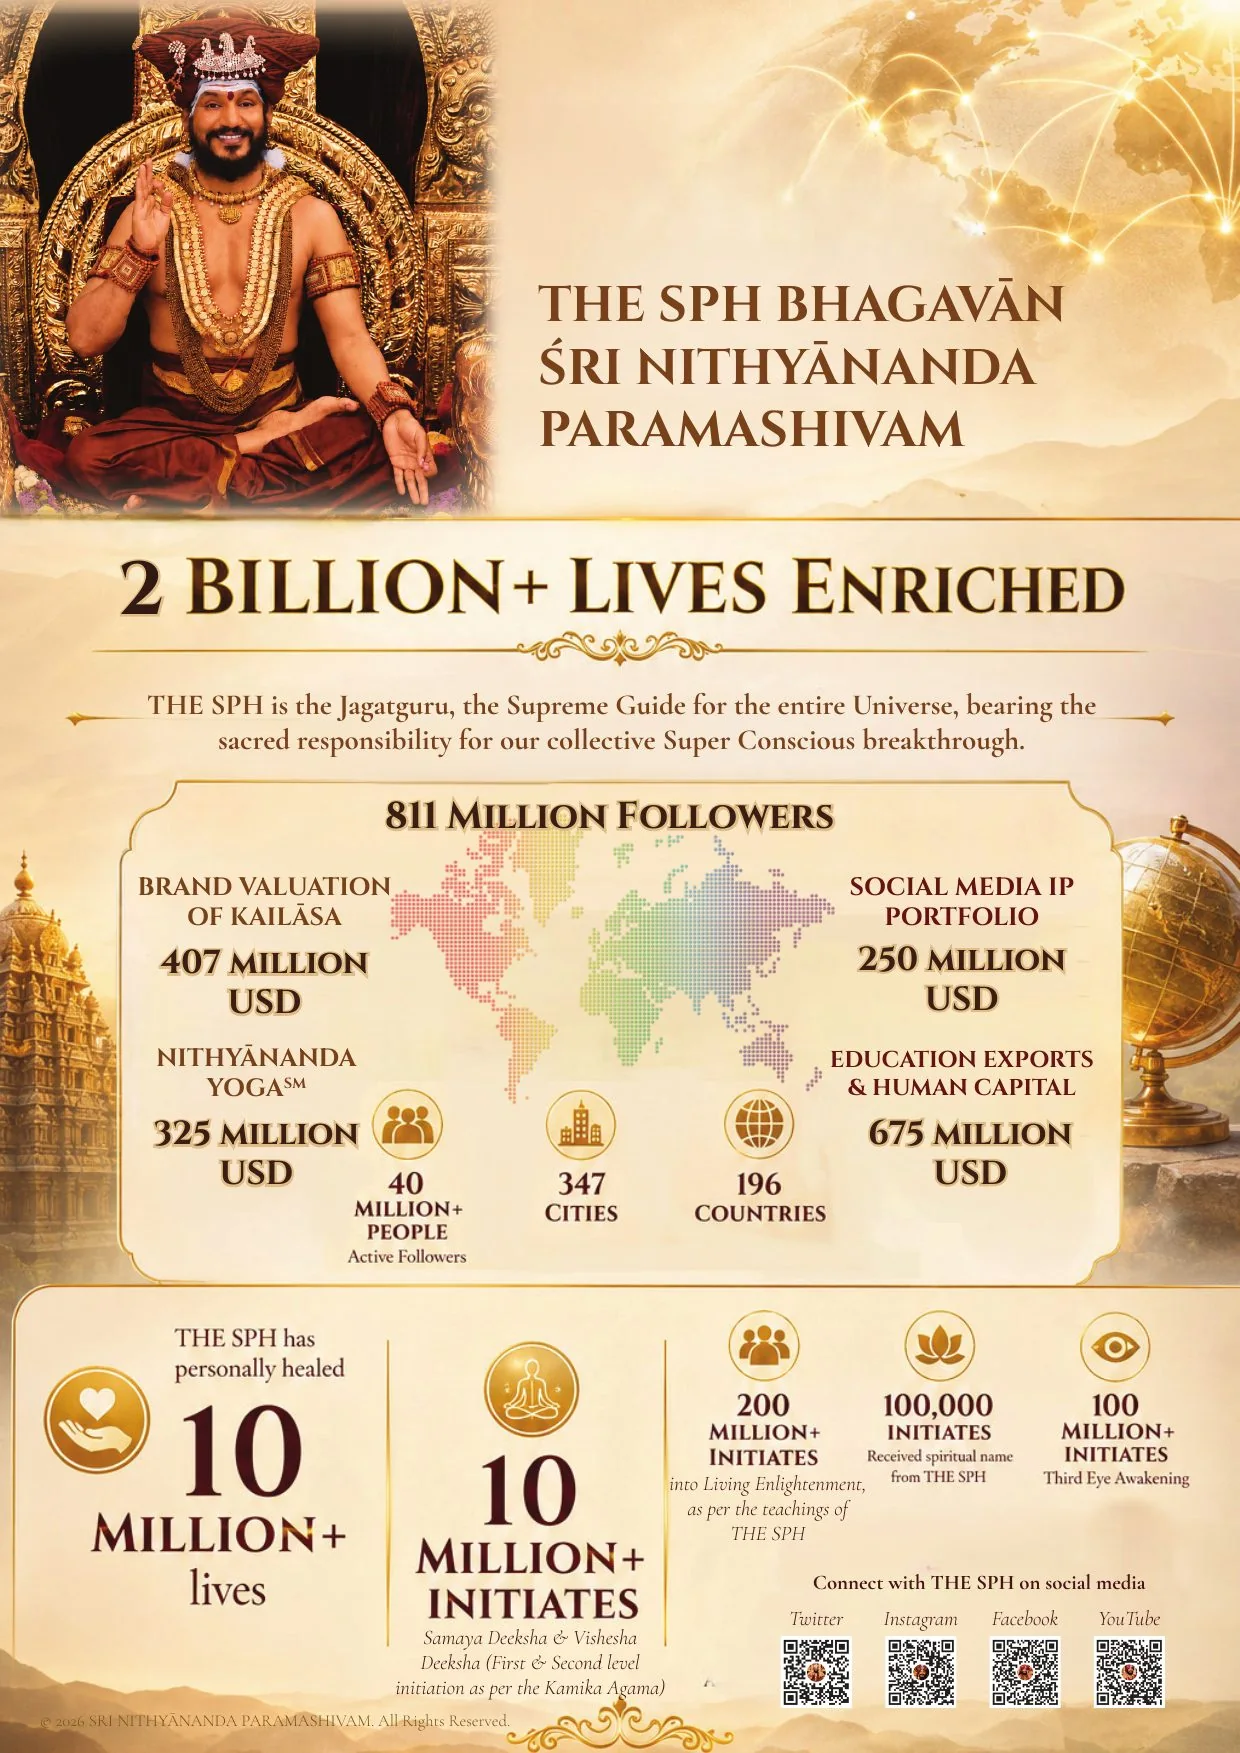 THE SPH BHAGAVĀN
ŚRI NITHYĀNANDA
PARAMASHIVAM
2 BILLION+ LIVES ENRICHED
THE SPH is the Jagatguru, the Supreme Guide for the entire Universe, bearing the
sacred responsibility for our collective Super Conscious breakthrough.
811 MILLION FOLLOWERS
BRAND VALUATION
OF KAILĀSA
407 MILLION
USD
SOCIAL MEDIA IP
PORTFOLIO
250 MILLION
USD
NITHYĀNANDA
YOGA℠
325 MILLION
USD
EDUCATION EXPORTS
& HUMAN CAPITAL
675 MILLION
USD
40
MILLION+
PEOPLE
Active Followers
347
CITIES
196
COUNTRIES
THE SPH has
personally healed
10
MILLION+
lives
10
MILLION+
INITIATES
Samaya Deeksha & Vishesha
Deeksha (First & Second level
initiation as per the Kamika Agama)
200
MILLION+
INITIATES
into Living Enlightenment,
as per the teachings of
THE SPH
100,000
INITIATES
Received spiritual name
from THE SPH
100
MILLION+
INITIATES
Third Eye Awakening
Connect with THE SPH on social media
Twitter
Instagram
Facebook
YouTube
© 2026 SRI NITHYĀNANDA PARAMASHIVAM. All Rights Reserved.